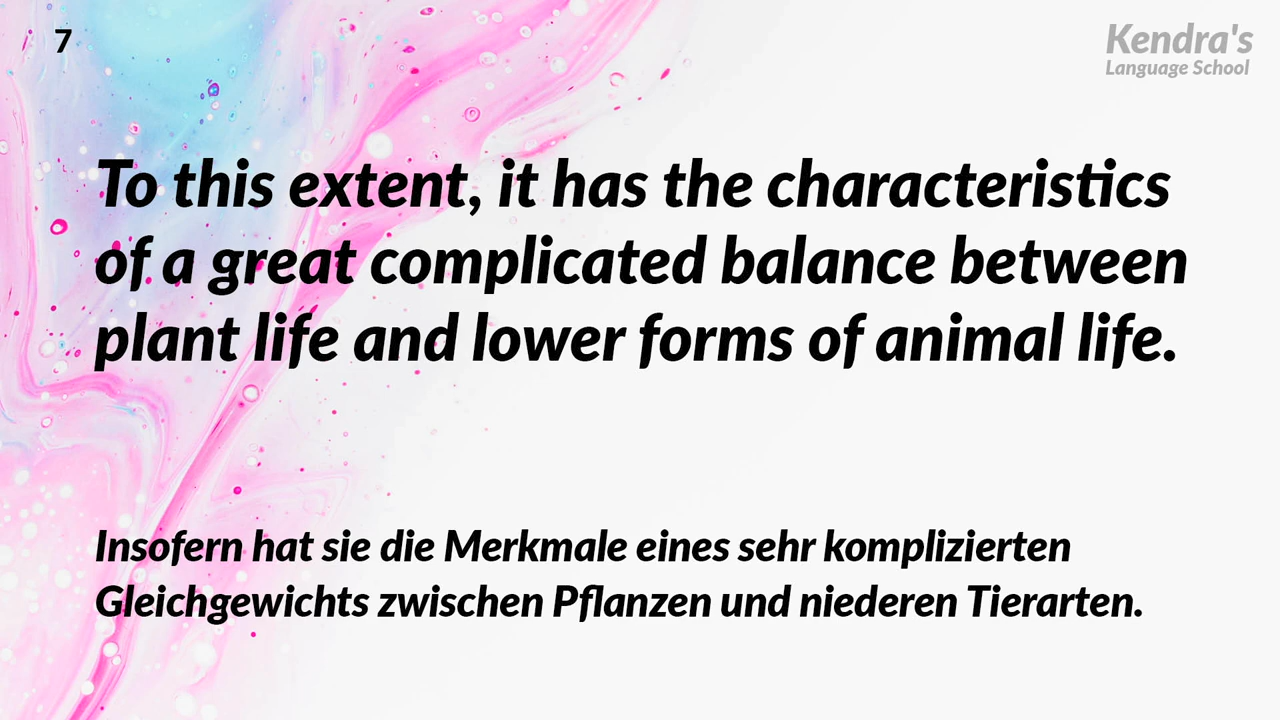 7
Kendra's
Language School
To this extent, it has the characteristics
of a great complicated balance between
plant life and lower forms of animal life.
Insofern hat sie die Merkmale eines sehr komplizierten
Gleichgewichts zwischen Pflanzen und niederen Tierarten.